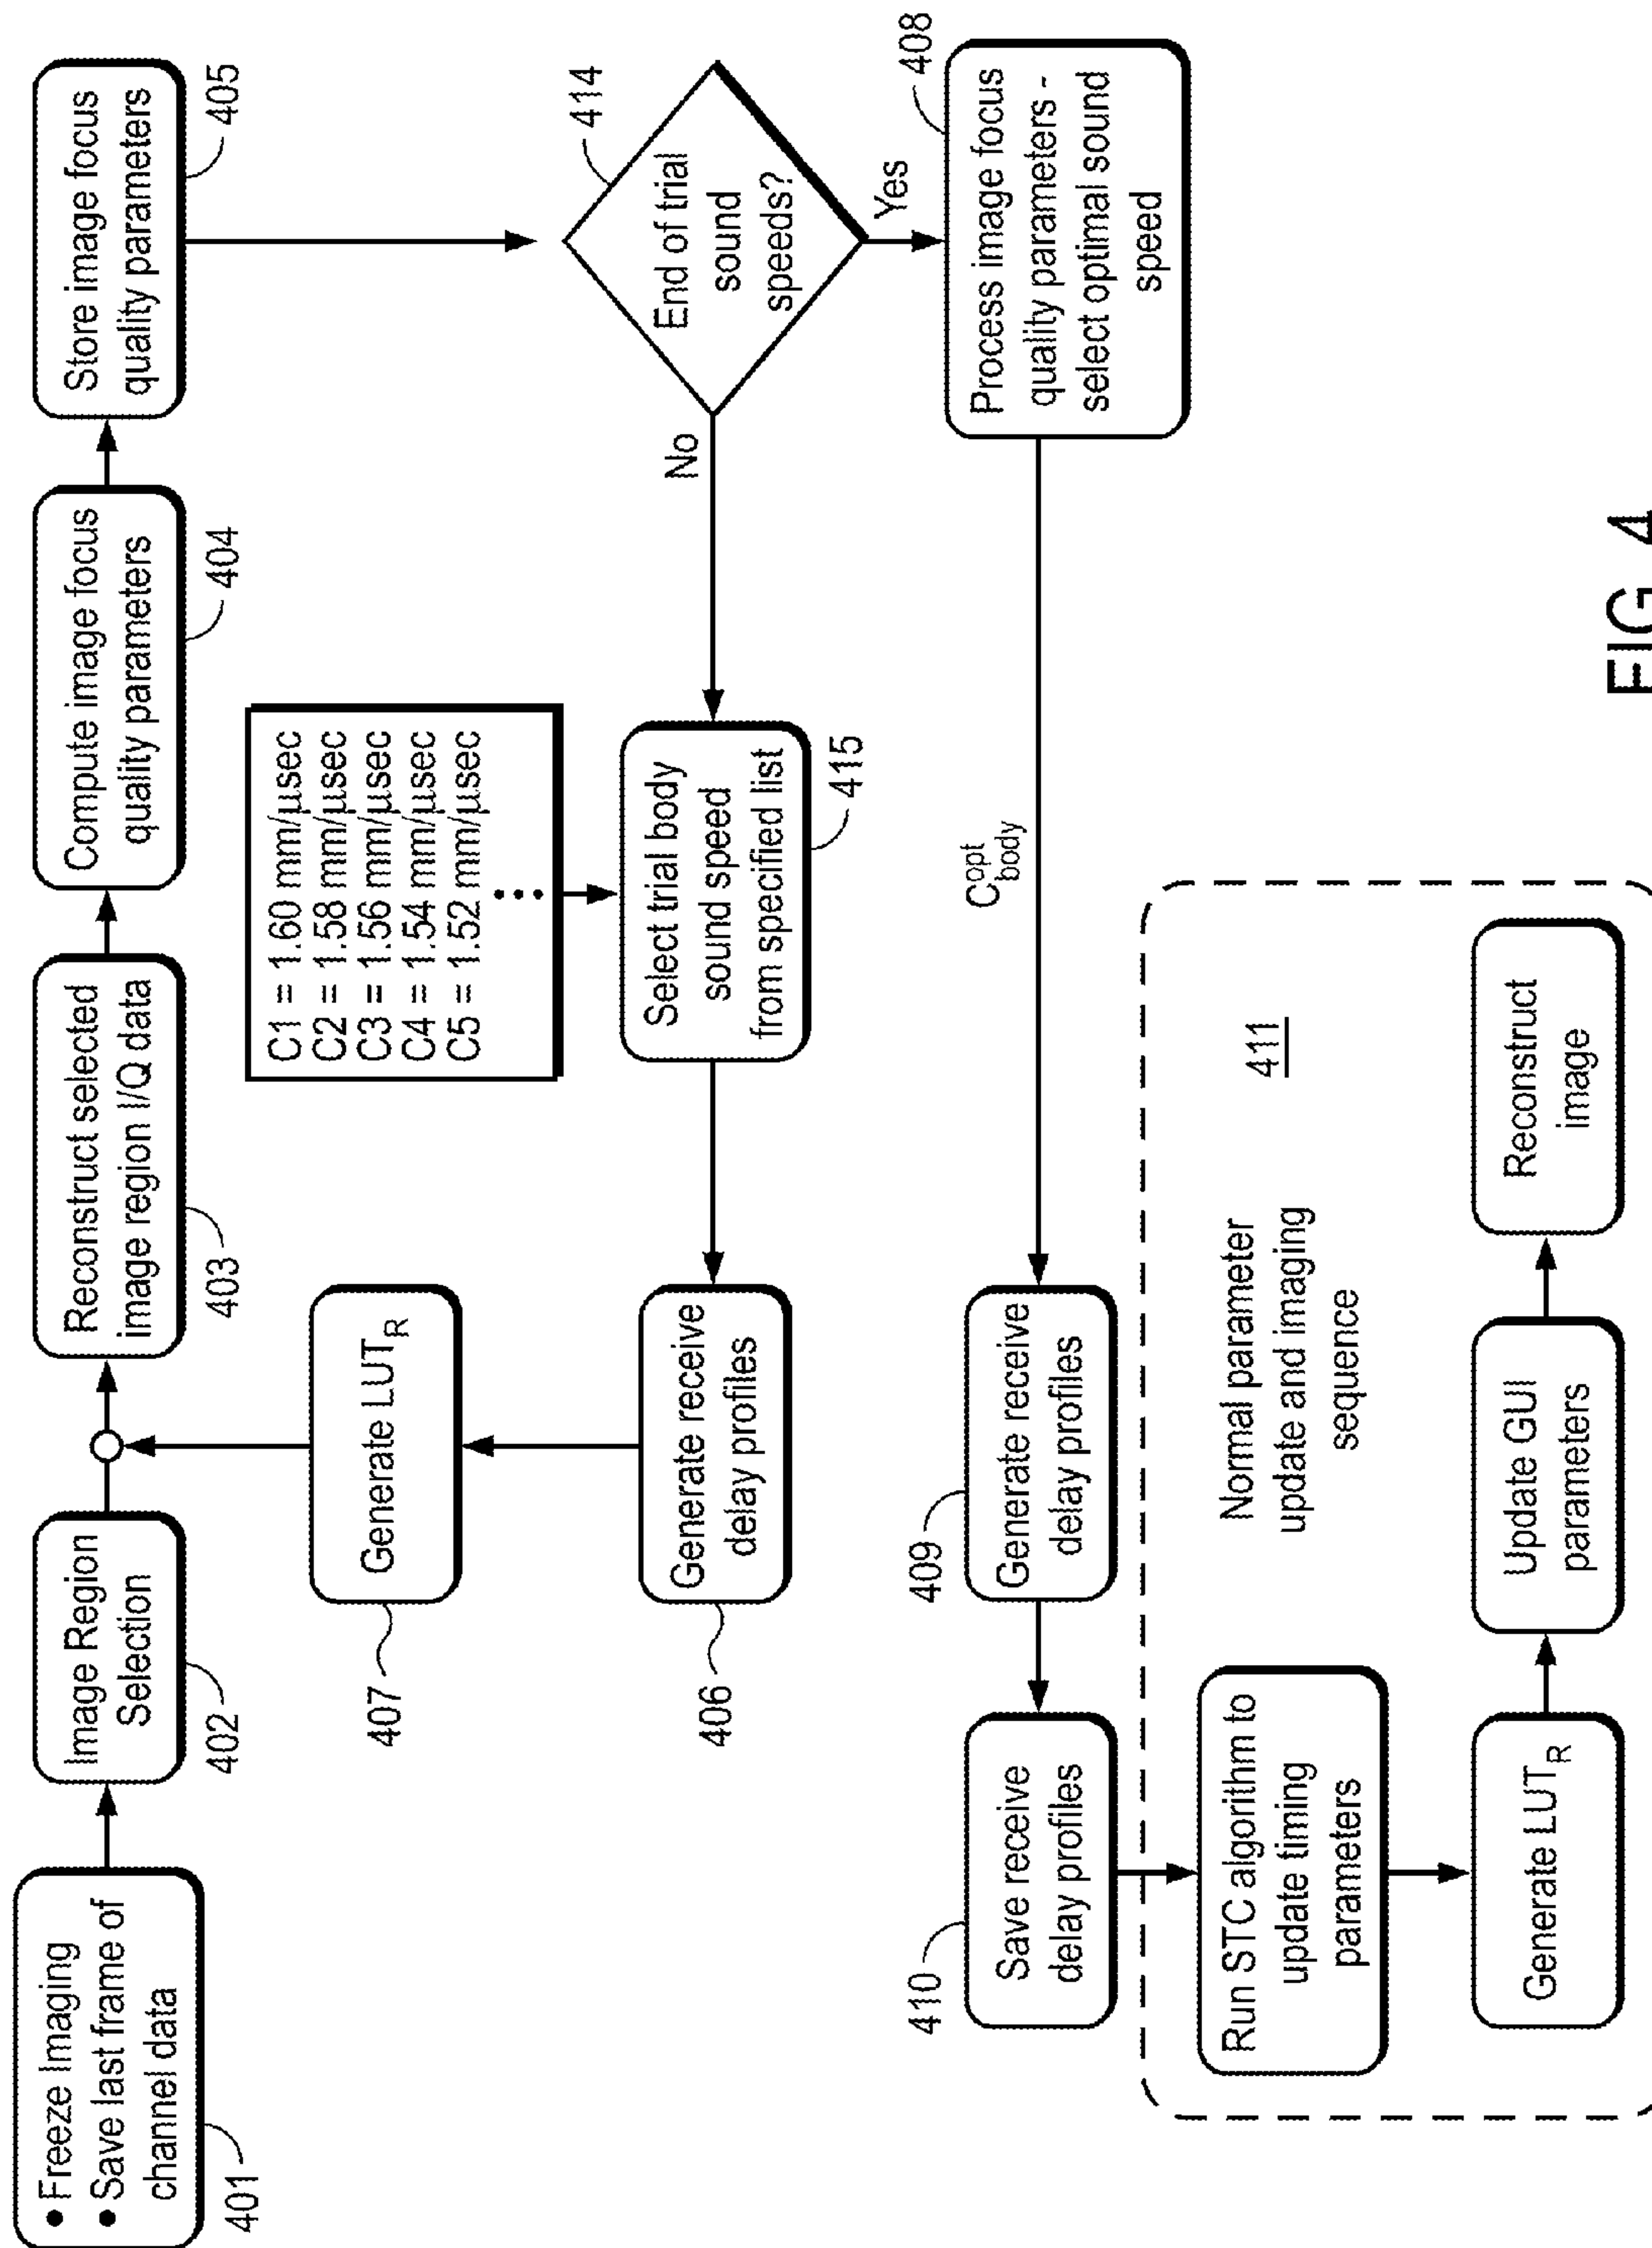 • Freeze Imaging
• Save last frame of
channel data
401
Image Region
Selection
402
Reconstruct selected
image region I/Q data
403
Compute image focus
quality parameters
404
Store image focus
quality parameters
405
End of trial
sound
speeds?
414
No
Yes
C1 = 1.60 mm/μsec
C2 = 1.58 mm/μsec
C3 = 1.56 mm/μsec
C4 = 1.54 mm/μsec
C5 = 1.52 mm/μsec
Select trial body
sound speed
from specified list
415
Generate receive
delay profiles
406
Generate LUT_R
407
Process image focus
quality parameters -
select optimal sound
speed
408
C^opt_body
Generate receive
delay profiles
409
Save receive
delay profiles
410
Normal parameter
update and imaging
sequence
411
Run STC algorithm to
update timing
parameters
Generate LUT_R
Update GUI
parameters
Reconstruct
image
FIG. 4